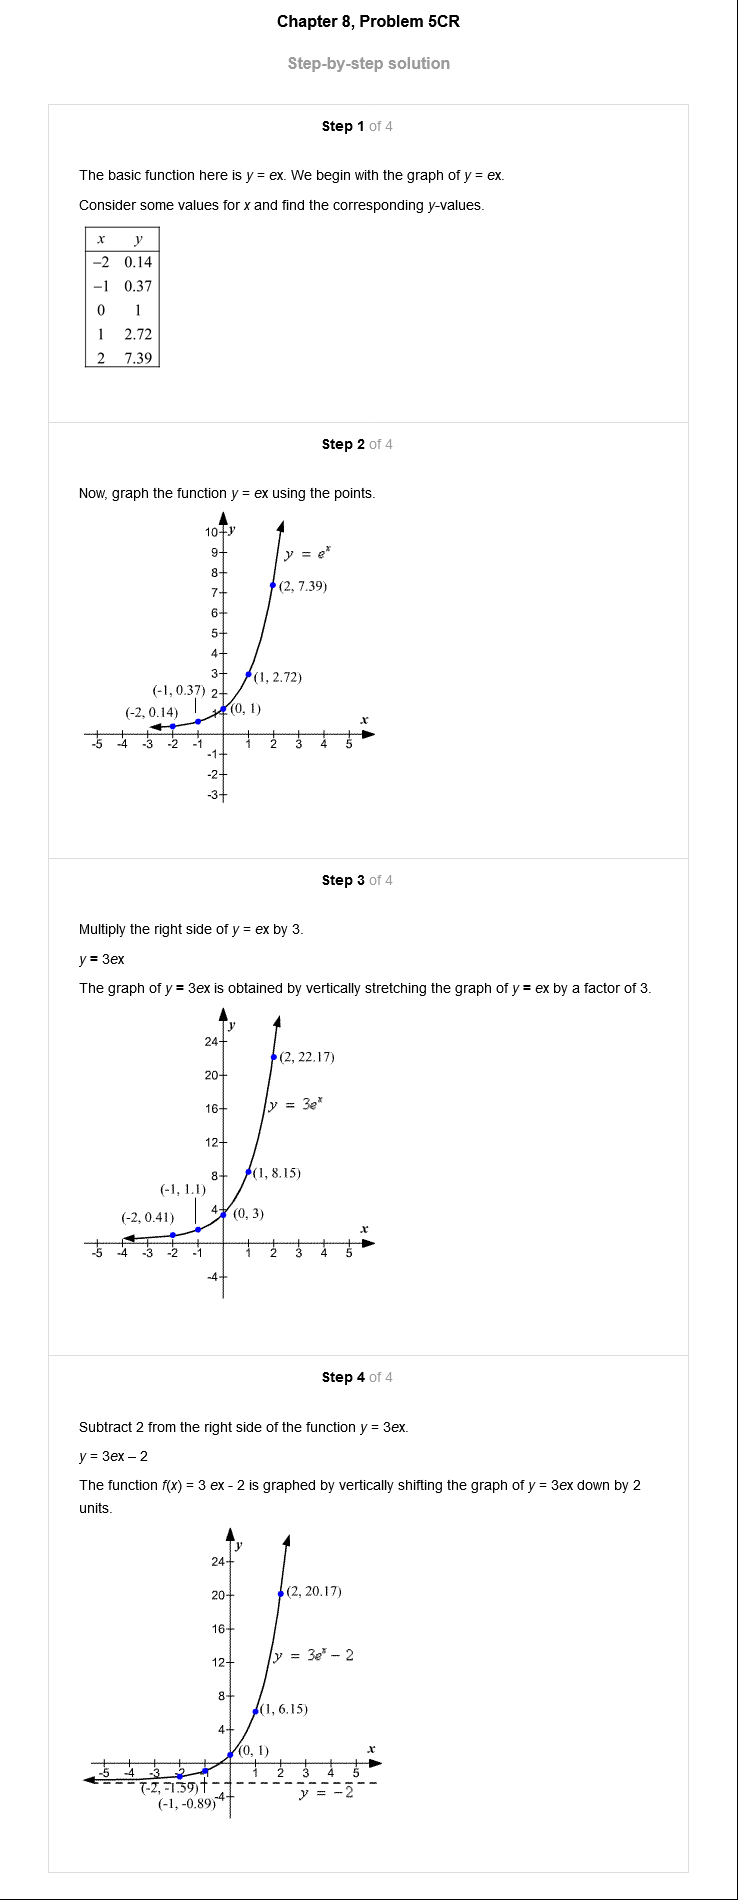 Chapter 8, Problem 5CR
Step-by-step solution
Step 1 of 4
The basic function here is y = ex. We begin with the graph of y = ex.
Consider some values for x and find the corresponding y-values.
x y
−2 0.14
−1 0.37
0 1
1 2.72
2 7.39
Step 2 of 4
Now, graph the function y = ex using the points.
y
10
9
8
7
6
5
4
3
2
1
-1
-2
-3
y = e^x
(2, 7.39)
(1, 2.72)
(-1, 0.37)
(-2, 0.14)
(0, 1)
x
-5 -4 -3 -2 -1 1 2 3 4 5
Step 3 of 4
Multiply the right side of y = ex by 3.
y = 3ex
The graph of y = 3ex is obtained by vertically stretching the graph of y = ex by a factor of 3.
y
24
20
16
12
8
4
-4
(2, 22.17)
y = 3e^x
(1, 8.15)
(-1, 1.1)
(-2, 0.41)
(0, 3)
x
-5 -4 -3 -2 -1 1 2 3 4 5
Step 4 of 4
Subtract 2 from the right side of the function y = 3ex.
y = 3ex – 2
The function f(x) = 3 ex - 2 is graphed by vertically shifting the graph of y = 3ex down by 2
units.
y
24
20
16
12
8
4
-4
(2, 20.17)
y = 3e^x − 2
(1, 6.15)
(0, 1)
x
-5 -4 -3 -2 -1 1 2 3 4 5
(-2, -1.59)
(-1, -0.89)
y = −2